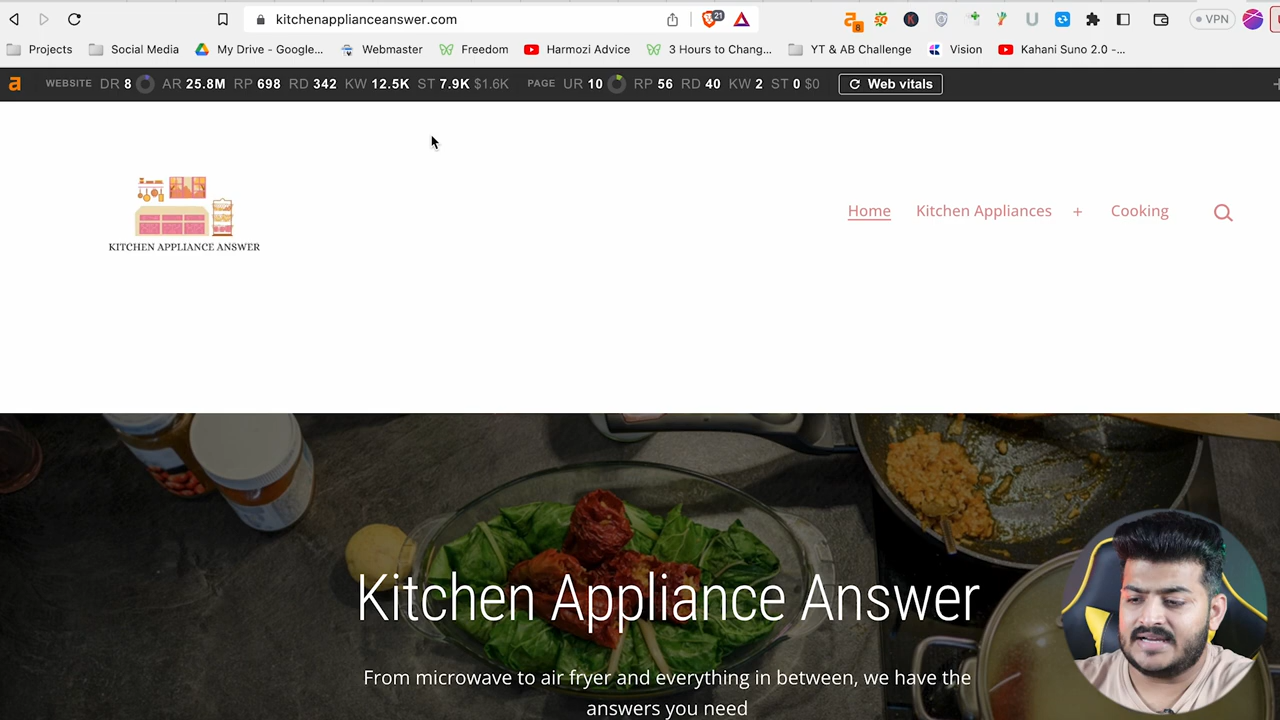 kitchenapplianceanswer.com
21
8
VPN
Projects
Social Media
My Drive - Google...
Webmaster
Freedom
Harmozi Advice
3 Hours to Chang...
YT & AB Challenge
Vision
Kahani Suno 2.0 -...
a WEBSITE DR 8 AR 25.8M RP 698 RD 342 KW 12.5K ST 7.9K $1.6K PAGE UR 10 RP 56 RD 40 KW 2 ST 0 $0 Web vitals
Home Kitchen Appliances + Cooking
KITCHEN APPLIANCE ANSWER
Kitchen Appliance Answer
From microwave to air fryer and everything in between, we have the
answers you need